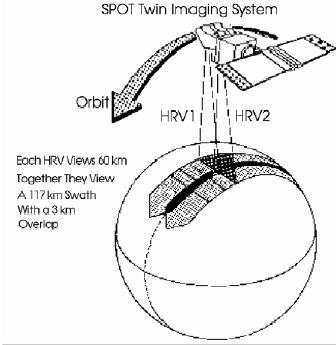 SPOT Twin Imaging System
Orbit
HRV1
HRV2
Each HRV Views 60 km
Together They View
A 117 km Swath
With a 3 km
Overlap